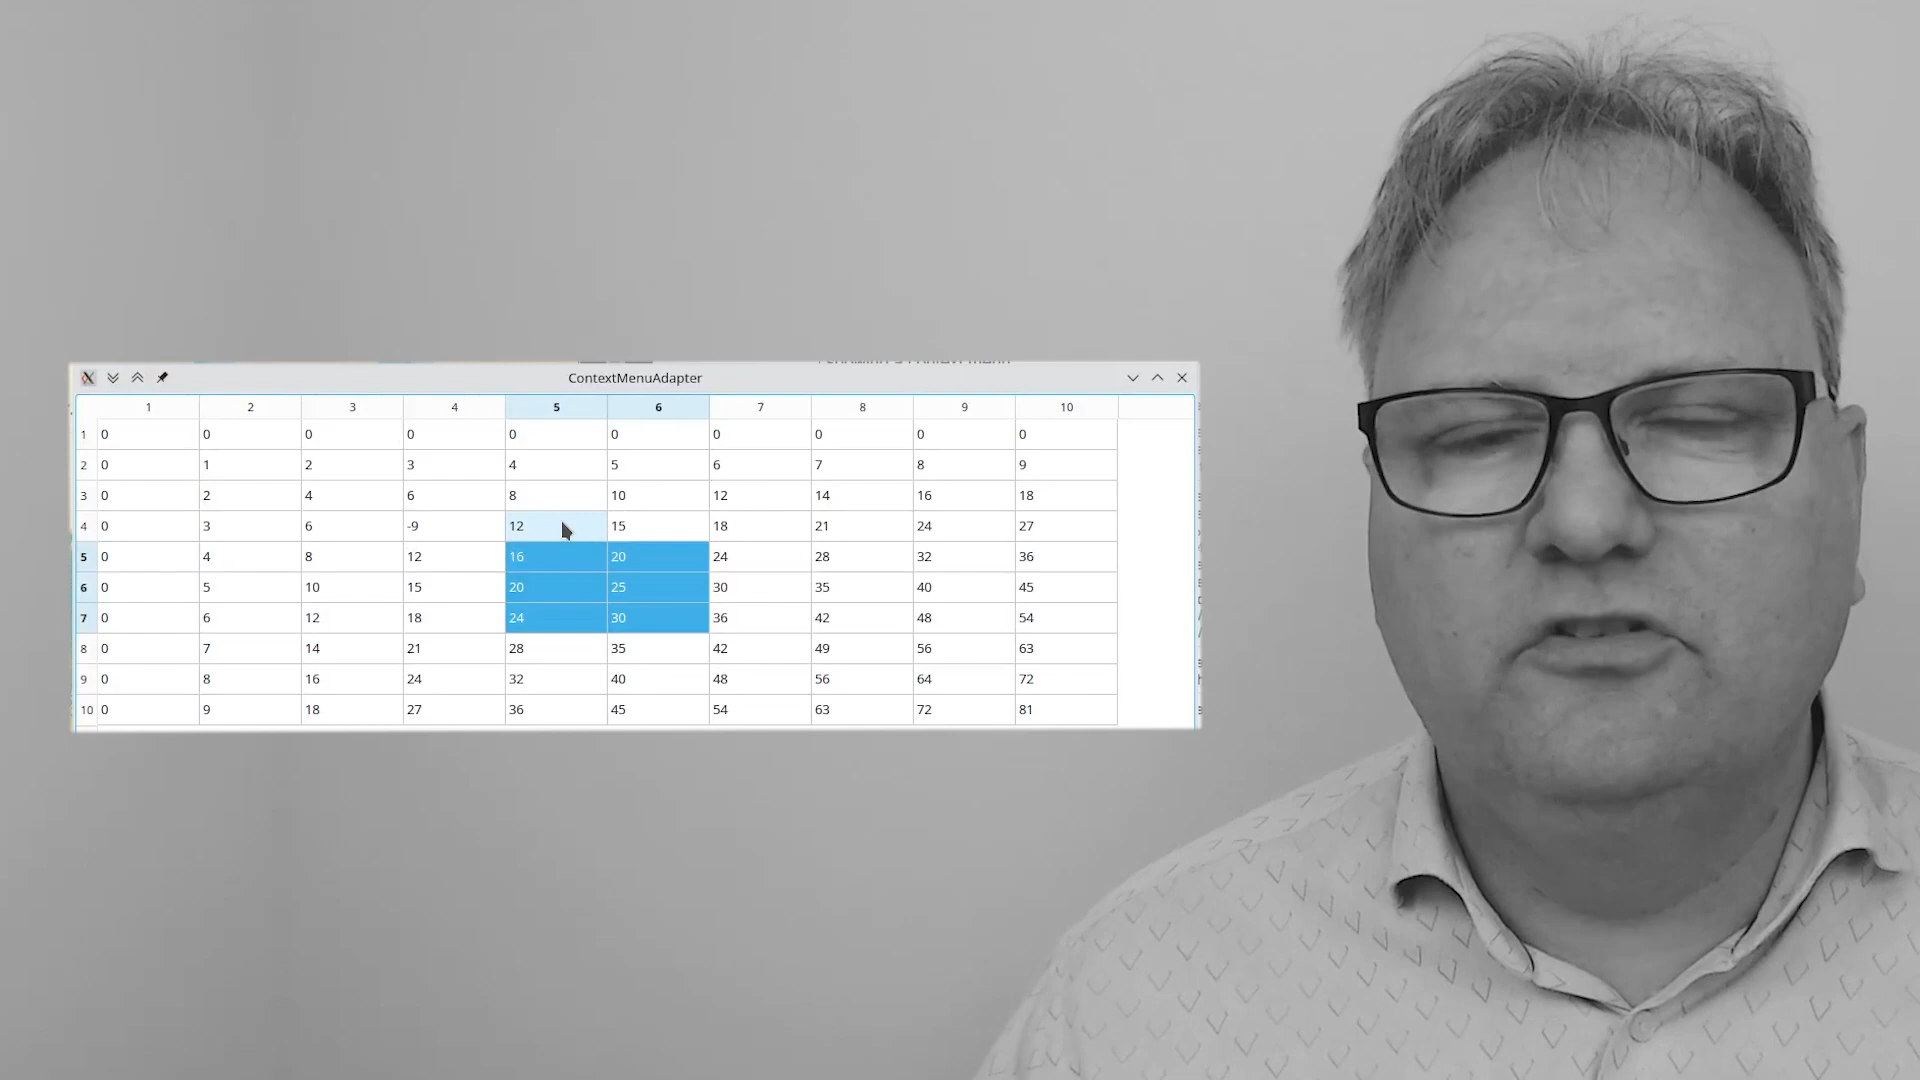 ContextMenuAdapter
1 2 3 4 5 6 7 8 9 10
1 0 0 0 0 0 0 0 0 0 0
2 0 1 2 3 4 5 6 7 8 9
3 0 2 4 6 8 10 12 14 16 18
4 0 3 6 -9 12 15 18 21 24 27
5 0 4 8 12 16 20 24 28 32 36
6 0 5 10 15 20 25 30 35 40 45
7 0 6 12 18 24 30 36 42 48 54
8 0 7 14 21 28 35 42 49 56 63
9 0 8 16 24 32 40 48 56 64 72
10 0 9 18 27 36 45 54 63 72 81